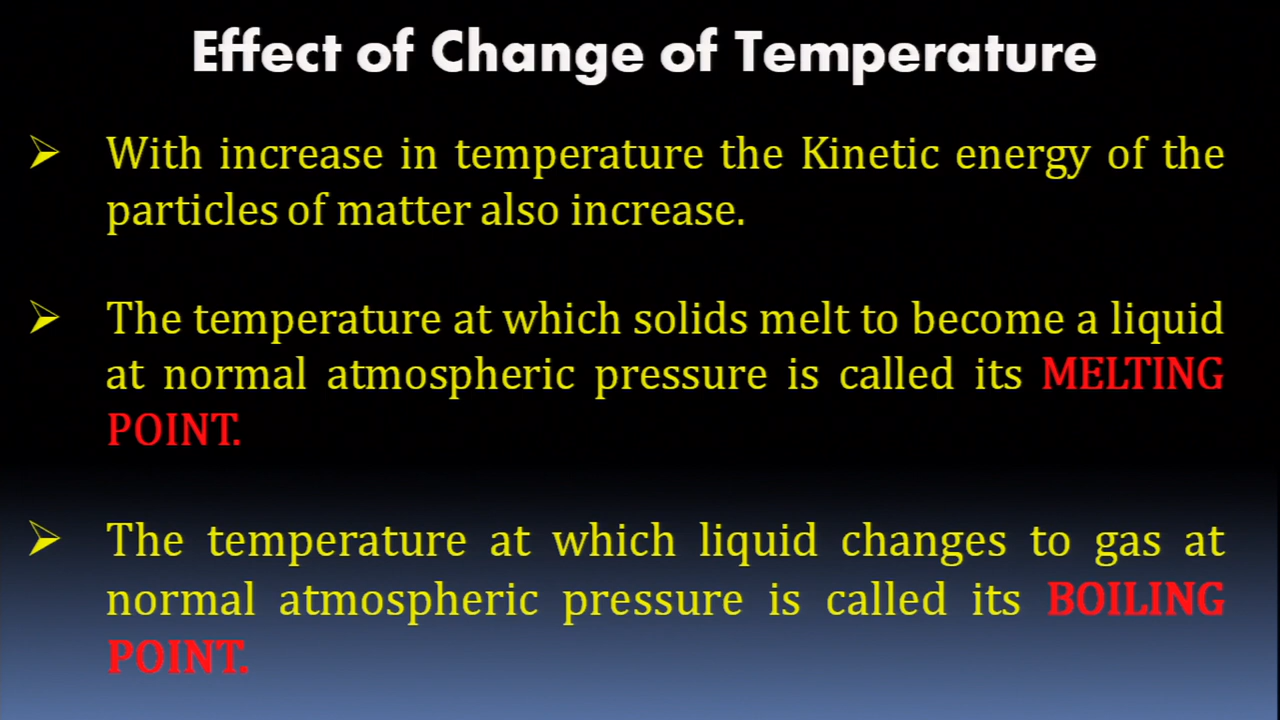 Effect of Change of Temperature
With increase in temperature the Kinetic energy of the
particles of matter also increase.
The temperature at which solids melt to become a liquid
at normal atmospheric pressure is called its MELTING
POINT.
The temperature at which liquid changes to gas at
normal atmospheric pressure is called its BOILING
POINT.